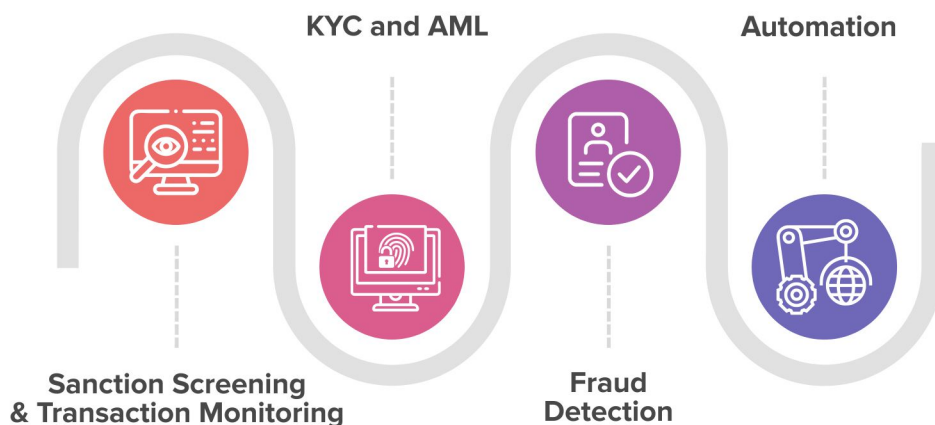 KYC and AML
Automation
Sanction Screening
& Transaction Monitoring
Fraud
Detection